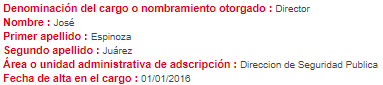 Denominación del cargo o nombramiento otorgado : Director
Nombre : José
Primer apellido : Espinoza
Segundo apellido : Juárez
Área o unidad administrativa de adscripción : Direccion de Seguridad Publica
Fecha de alta en el cargo : 01/01/2016